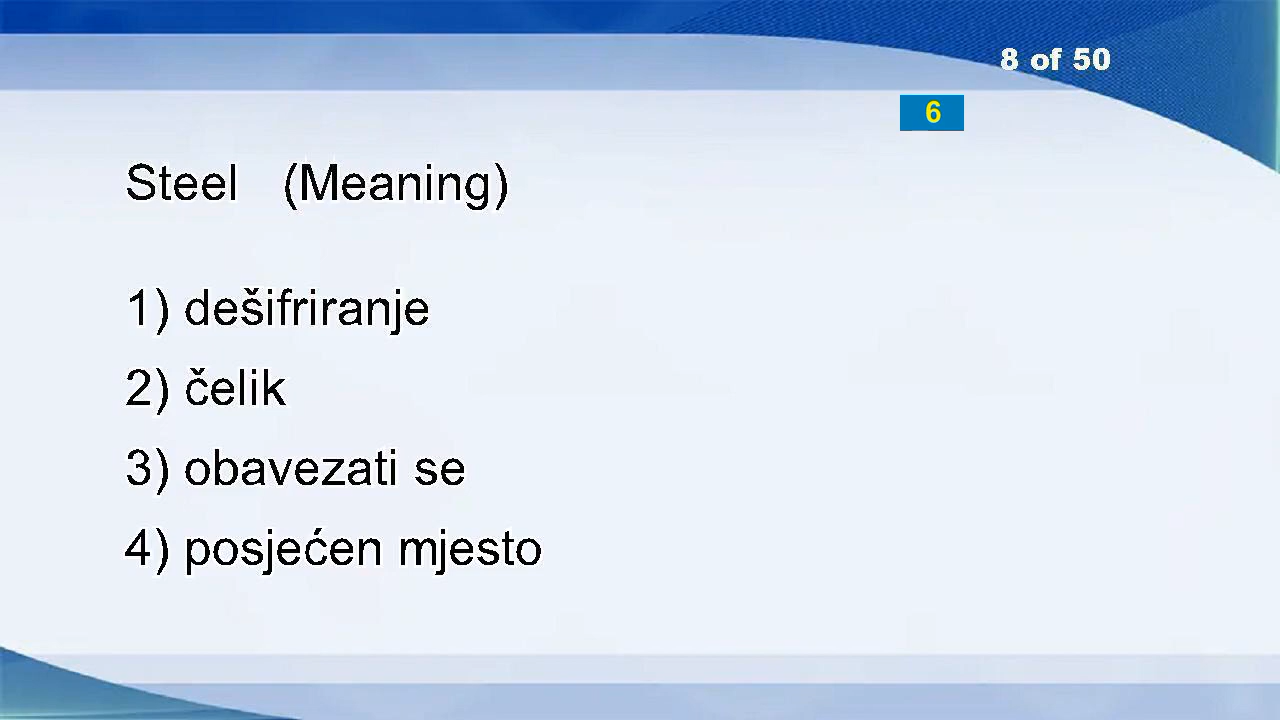 8 of 50
6
Steel (Meaning)
1) dešifriranje
2) čelik
3) obavezati se
4) posjećen mjesto